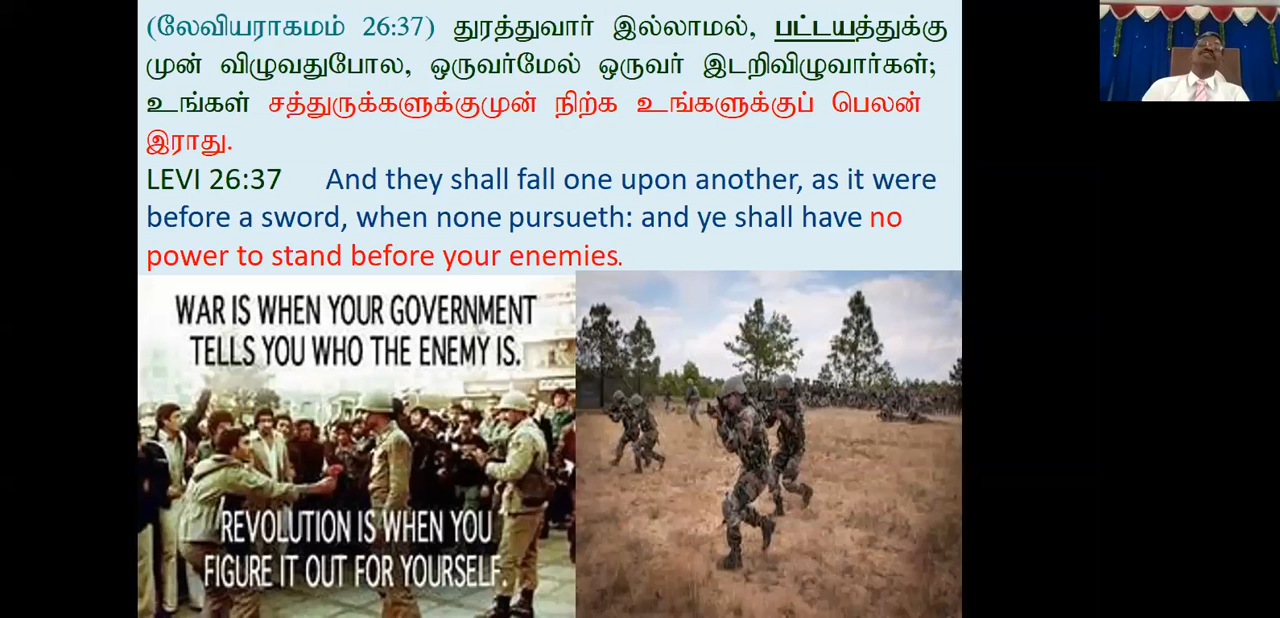 (லேவியராகமம் 26:37) துரத்துவார் இல்லாமல், பட்டயத்துக்கு
முன் விழுவதுபோல, ஒருவர்மேல் ஒருவர் இடறிவிழுவார்கள்;
உங்கள் சத்துருக்களுக்குமுன் நிற்க உங்களுக்குப் பெலன்
இராது.
LEVI 26:37 And they shall fall one upon another, as it were
before a sword, when none pursueth: and ye shall have no
power to stand before your enemies.
WAR IS WHEN YOUR GOVERNMENT
TELLS YOU WHO THE ENEMY IS.
REVOLUTION IS WHEN YOU
FIGURE IT OUT FOR YOURSELF.